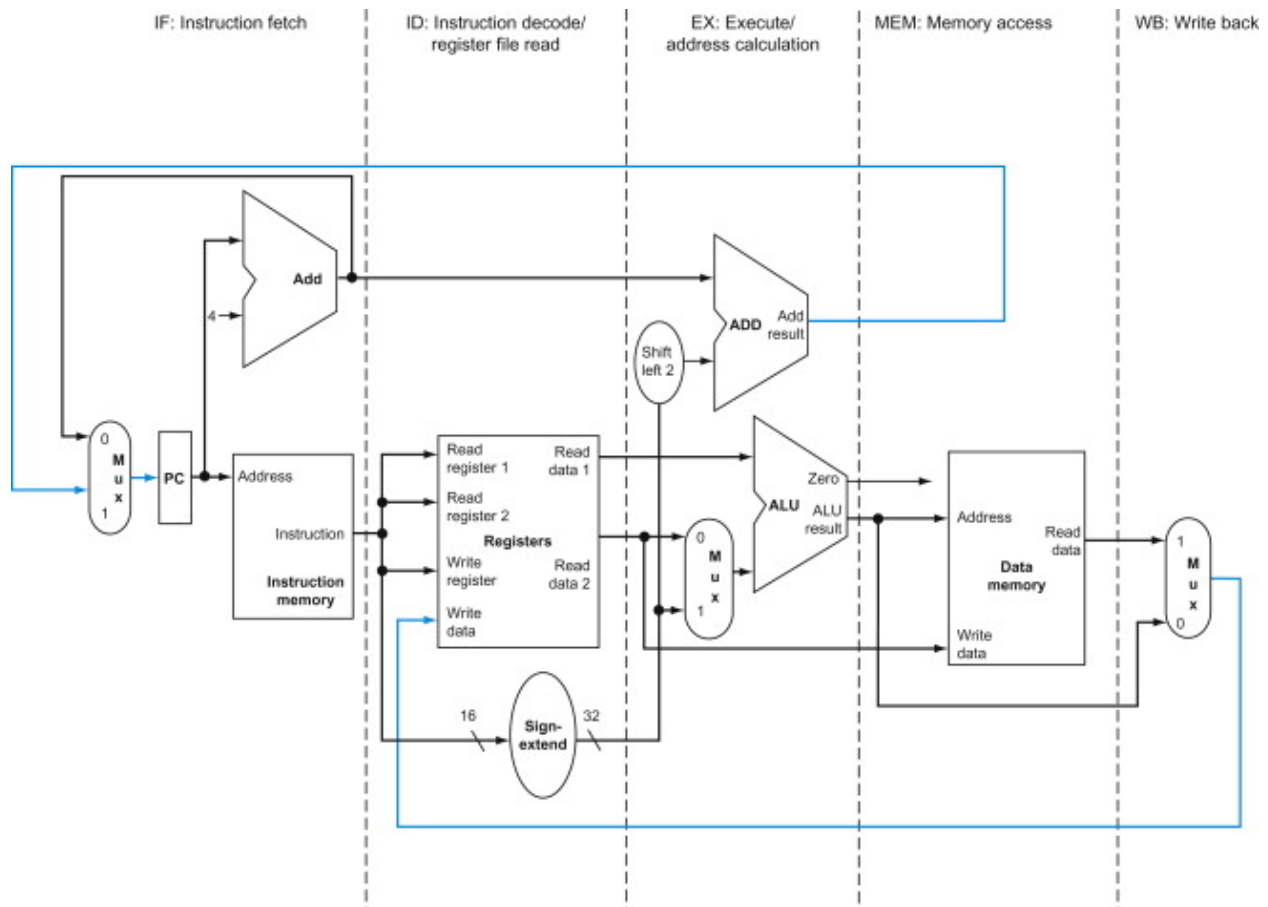 IF: Instruction fetch
ID: Instruction decode/
register file read
EX: Execute/
address calculation
MEM: Memory access
WB: Write back
Add
4
ADD
Add
result
Shift
left 2
0
M
u
x
1
PC
Address
Instruction
Instruction
memory
Read
register 1
Read
data 1
Read
register 2
Registers
Write
register
Read
data 2
Write
data
16
Sign-
extend
32
0
M
u
x
1
Zero
ALU
ALU
result
Address
Read
data
Data
memory
Write
data
1
M
u
x
0